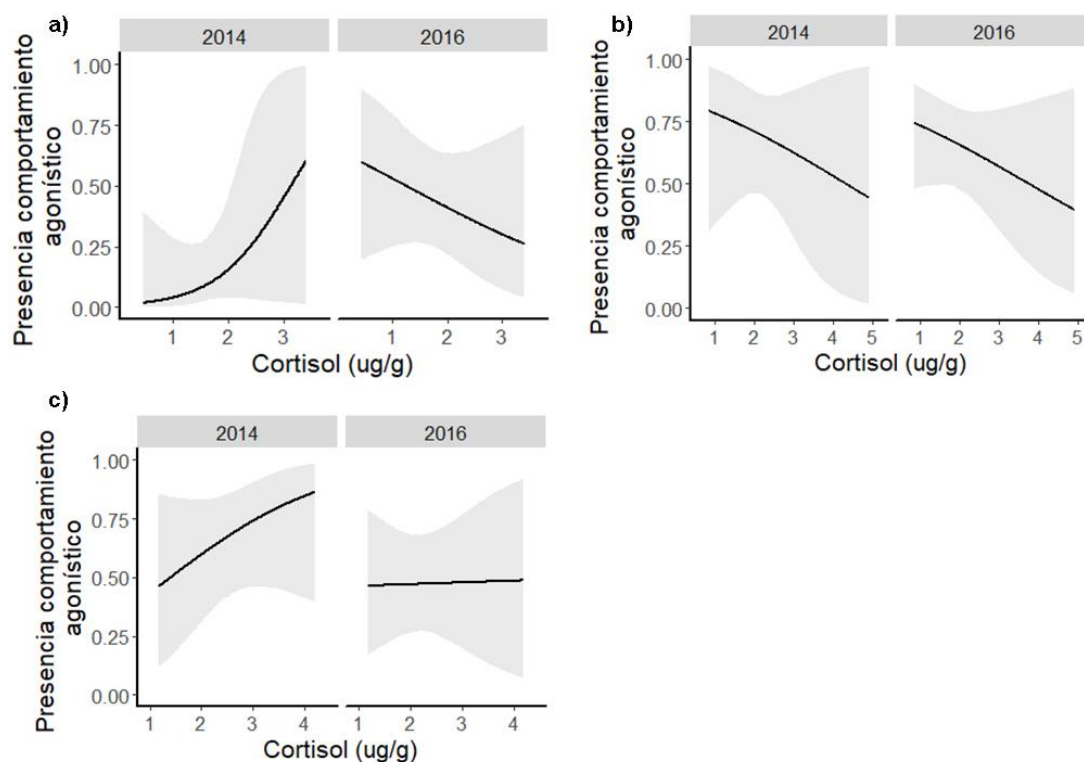 a)
2014 2016
1.00
0.75
0.50
0.25
0.00
Presencia comportamiento
agonístico
1 2 3 1 2 3
Cortisol (ug/g)
b)
2014 2016
1.00
0.75
0.50
0.25
0.00
Presencia comportamiento
agonístico
1 2 3 4 5 1 2 3 4 5
Cortisol (ug/g)
c)
2014 2016
1.00
0.75
0.50
0.25
0.00
Presencia comportamiento
agonístico
1 2 3 4 1 2 3 4
Cortisol (ug/g)